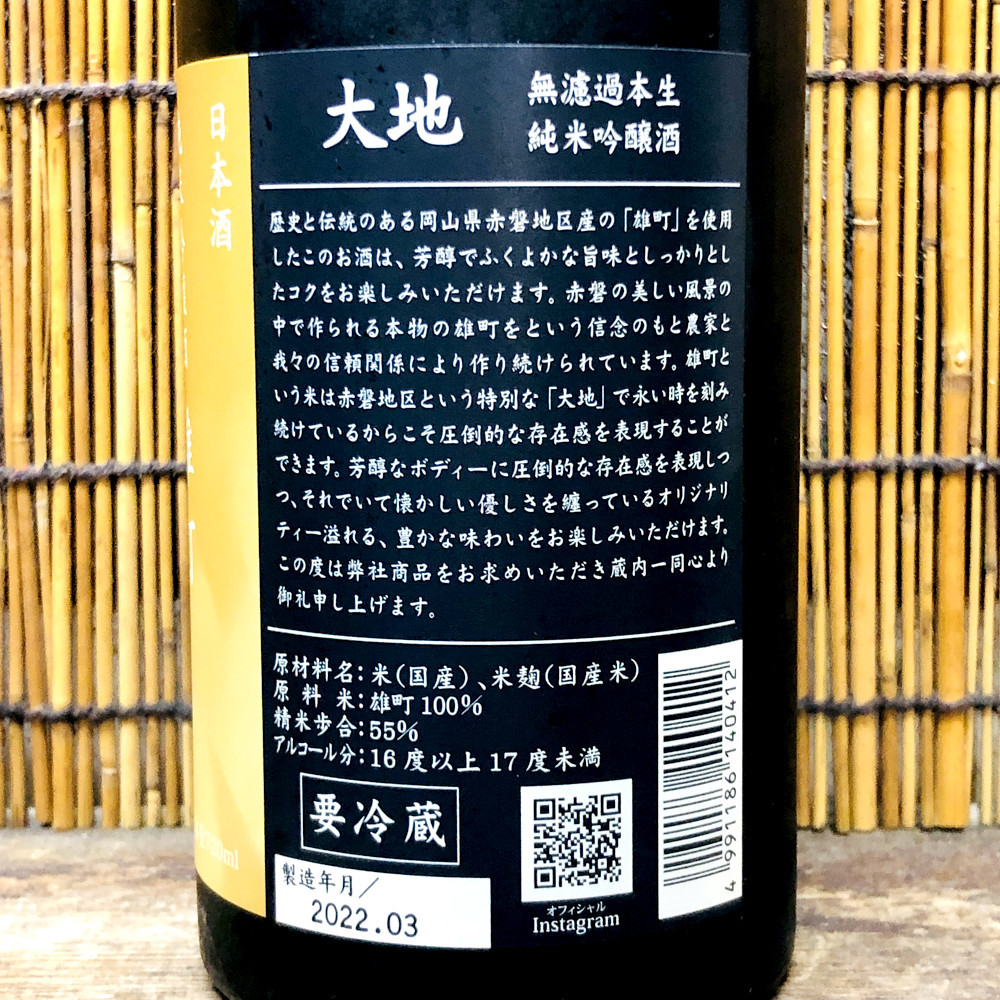 日本酒
大地
無濾過本生
純米吟醸酒
歴史と伝統のある岡山県赤磐地区産の「雄町」を使用
したこのお酒は、芳醇でふくよかな旨味としっかりとし
たコクをお楽しみいただけます。赤磐の美しい風景の
中で作られる本物の雄町をという信念のもと農家と
我々の信頼関係により作り続けられています。雄町と
いう米は赤磐地区という特別な「大地」で永い時を刻み
続けているからこそ圧倒的な存在感を表現することが
できます。芳醇なボディーに圧倒的な存在感を表現しつ
つ、それでいて懐かしい優しさを纏っているオリジナリ
ティー溢れる、豊かな味わいをお楽しみいただけます。
この度は弊社商品をお求めいただき蔵内一同心より
御礼申し上げます。
原材料名：米（国産）、米麹（国産米）
原料米：雄町100％
精米歩合：55％
アルコール分：16度以上17度未満
要冷蔵
製造年月／
2022.03
オフィシャル
Instagram
4991186140412